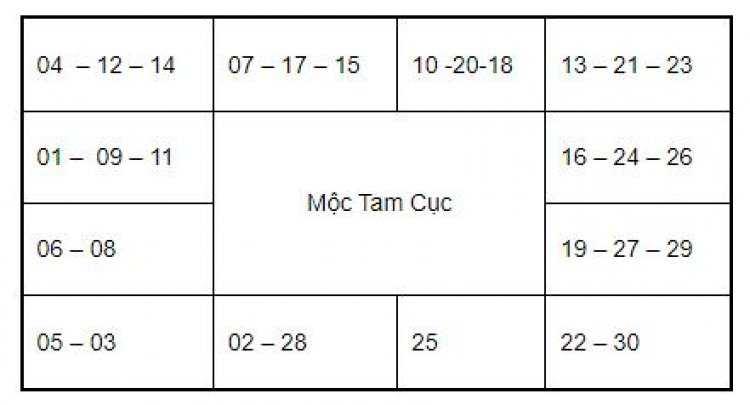 04 – 12 – 14
07 – 17 – 15
10 -20-18
13 – 21 – 23
01 – 09 – 11
16 – 24 – 26
Mộc Tam Cục
06 – 08
19 – 27 – 29
05 – 03
02 – 28
25
22 – 30